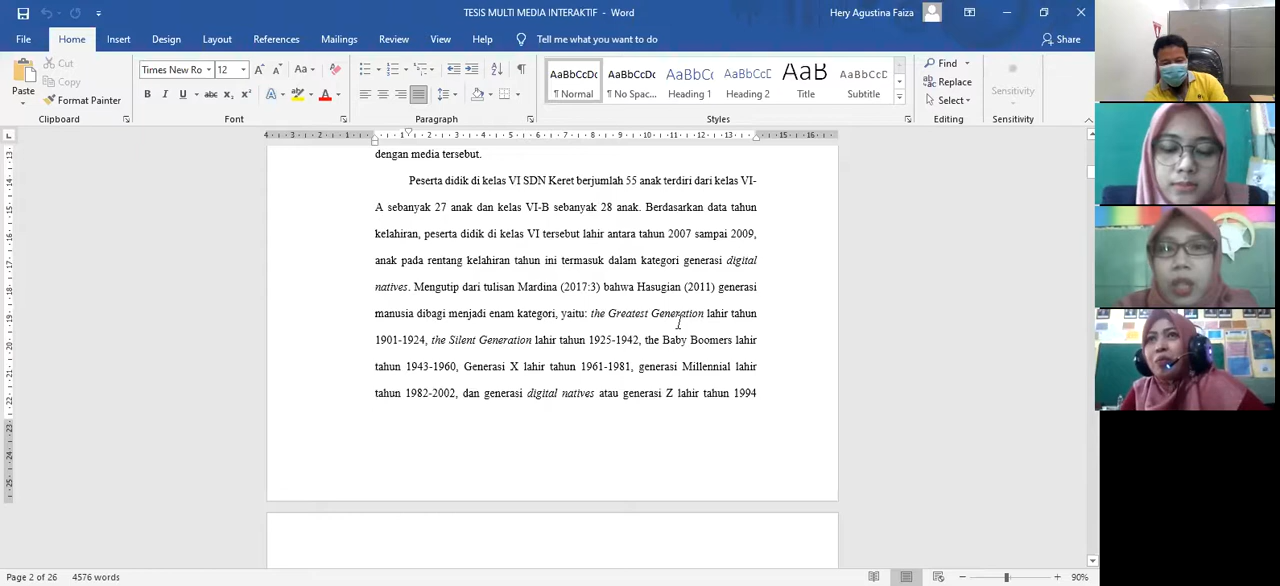 TESIS MULTI MEDIA INTERAKTIF - Word
Hery Agustina Faiza
File Home Insert Design Layout References Mailings Review View Help Tell me what you want to do Share
Paste
Cut
Copy
Format Painter
Clipboard
Times New Ro 12
Font
Paragraph
AaBbCcDc AaBbCcDc AaBbCc AaBbCcD AaB AaBbCcD
¶ Normal ¶ No Spac... Heading 1 Heading 2 Title Subtitle
Styles
Find
Replace
Select
Editing
Sensitivity
Sensitivity
dengan media tersebut.
Peserta didik di kelas VI SDN Keret berjumlah 55 anak terdiri dari kelas VI-
A sebanyak 27 anak dan kelas VI-B sebanyak 28 anak. Berdasarkan data tahun
kelahiran, peserta didik di kelas VI tersebut lahir antara tahun 2007 sampai 2009,
anak pada rentang kelahiran tahun ini termasuk dalam kategori generasi digital
natives. Mengutip dari tulisan Mardina (2017:3) bahwa Hasugian (2011) generasi
manusia dibagi menjadi enam kategori, yaitu: the Greatest Generation lahir tahun
1901-1924, the Silent Generation lahir tahun 1925-1942, the Baby Boomers lahir
tahun 1943-1960, Generasi X lahir tahun 1961-1981, generasi Millennial lahir
tahun 1982-2002, dan generasi digital natives atau generasi Z lahir tahun 1994
Page 2 of 26 4576 words
90%